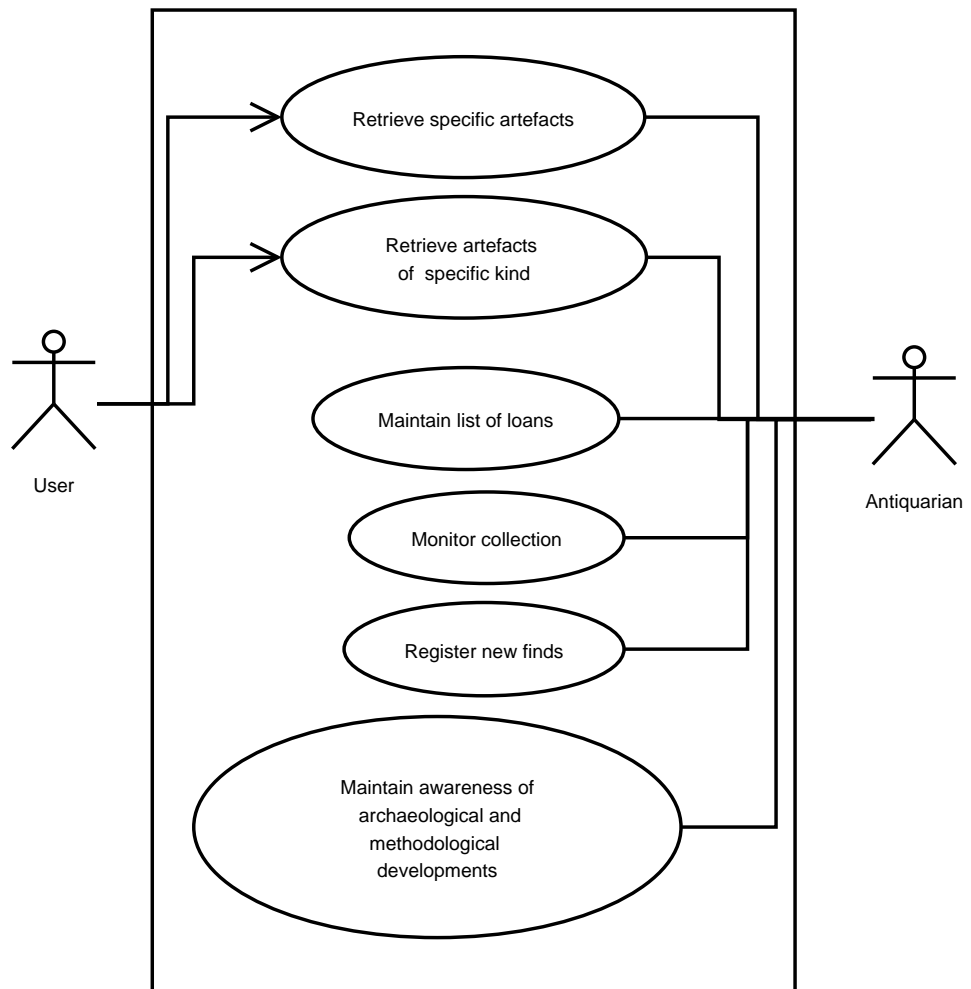 Retrieve specific artefacts
Retrieve artefacts
of specific kind
User
Maintain list of loans
Antiquarian
Monitor collection
Register new finds
Maintain awareness of
archaeological and
methodological
developments